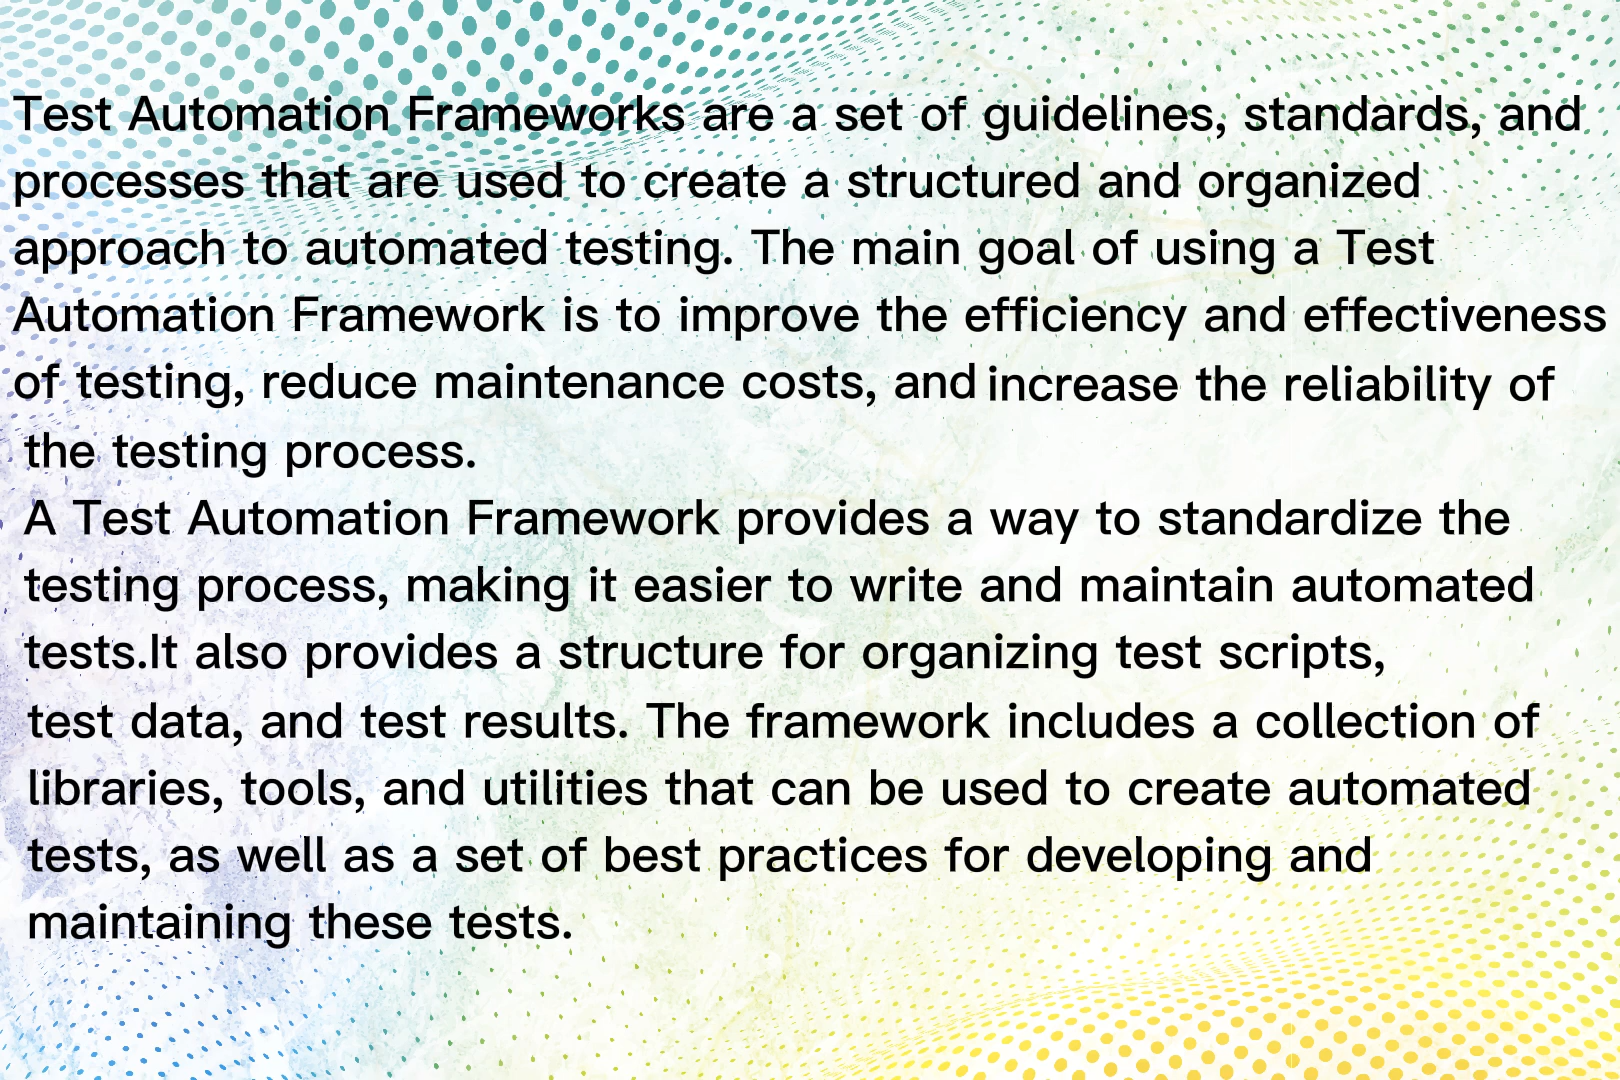 Test Automation Frameworks are a set of guidelines, standards, and
processes that are used to create a structured and organized
approach to automated testing. The main goal of using a Test
Automation Framework is to improve the efficiency and effectiveness
of testing, reduce maintenance costs, and increase the reliability of
the testing process.
A Test Automation Framework provides a way to standardize the
testing process, making it easier to write and maintain automated
tests.It also provides a structure for organizing test scripts,
test data, and test results. The framework includes a collection of
libraries, tools, and utilities that can be used to create automated
tests, as well as a set of best practices for developing and
maintaining these tests.